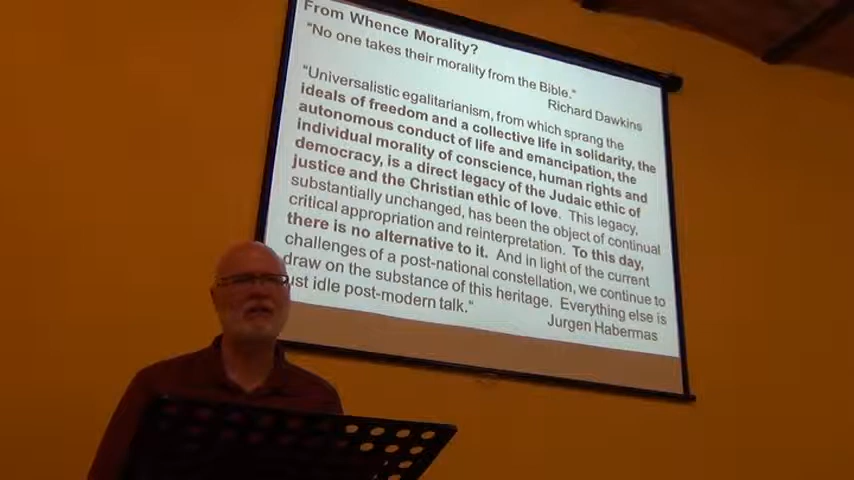 From Whence Morality?
"No one takes their morality from the Bible."
Richard Dawkins
"Universalistic egalitarianism, from which sprang the
ideals of freedom and a collective life in solidarity, the
autonomous conduct of life and emancipation, the
individual morality of conscience, human rights and
democracy, is a direct legacy of the Judaic ethic of
justice and the Christian ethic of love. This legacy,
substantially unchanged, has been the object of continual
critical appropriation and reinterpretation. To this day,
there is no alternative to it. And in light of the current
challenges of a post-national constellation, we continue to
draw on the substance of this heritage. Everything else is
ust idle post-modern talk."
Jurgen Habermas